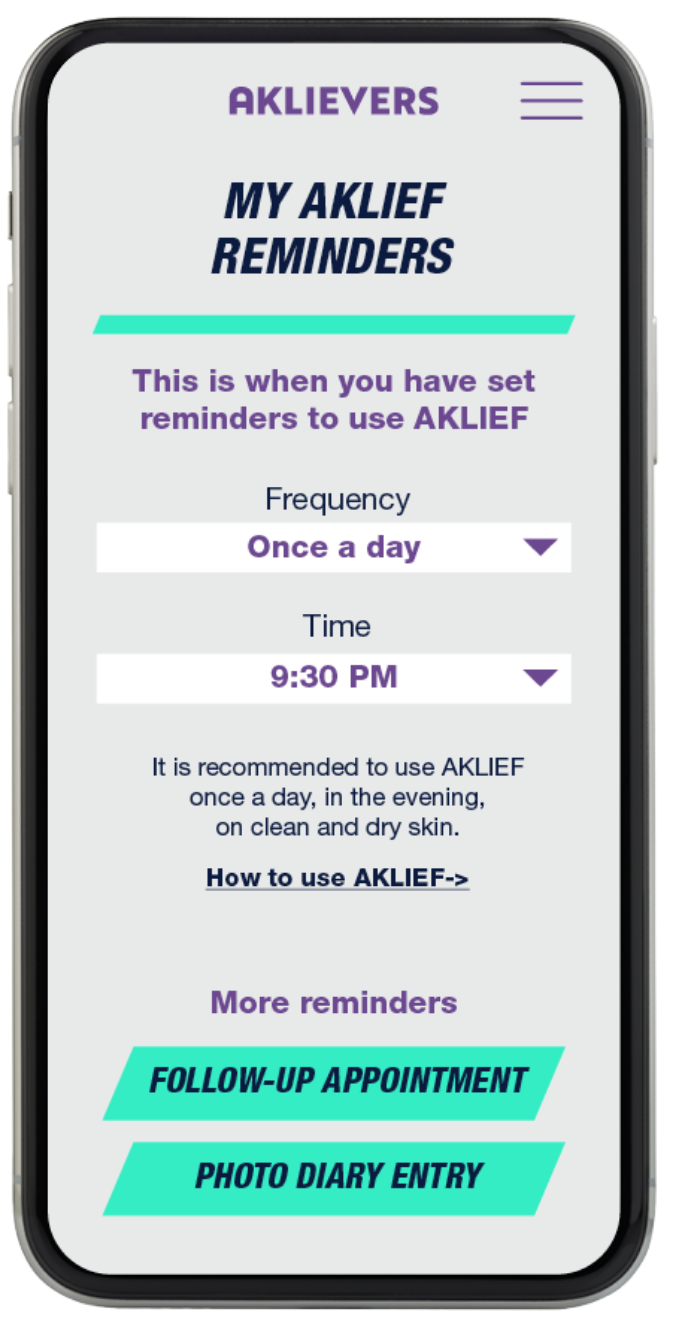 AKLIEVERS
MY AKLIEF
REMINDERS
This is when you have set
reminders to use AKLIEF
Frequency
Once a day
Time
9:30 PM
It is recommended to use AKLIEF
once a day, in the evening,
on clean and dry skin.
How to use AKLIEF->
More reminders
FOLLOW-UP APPOINTMENT
PHOTO DIARY ENTRY